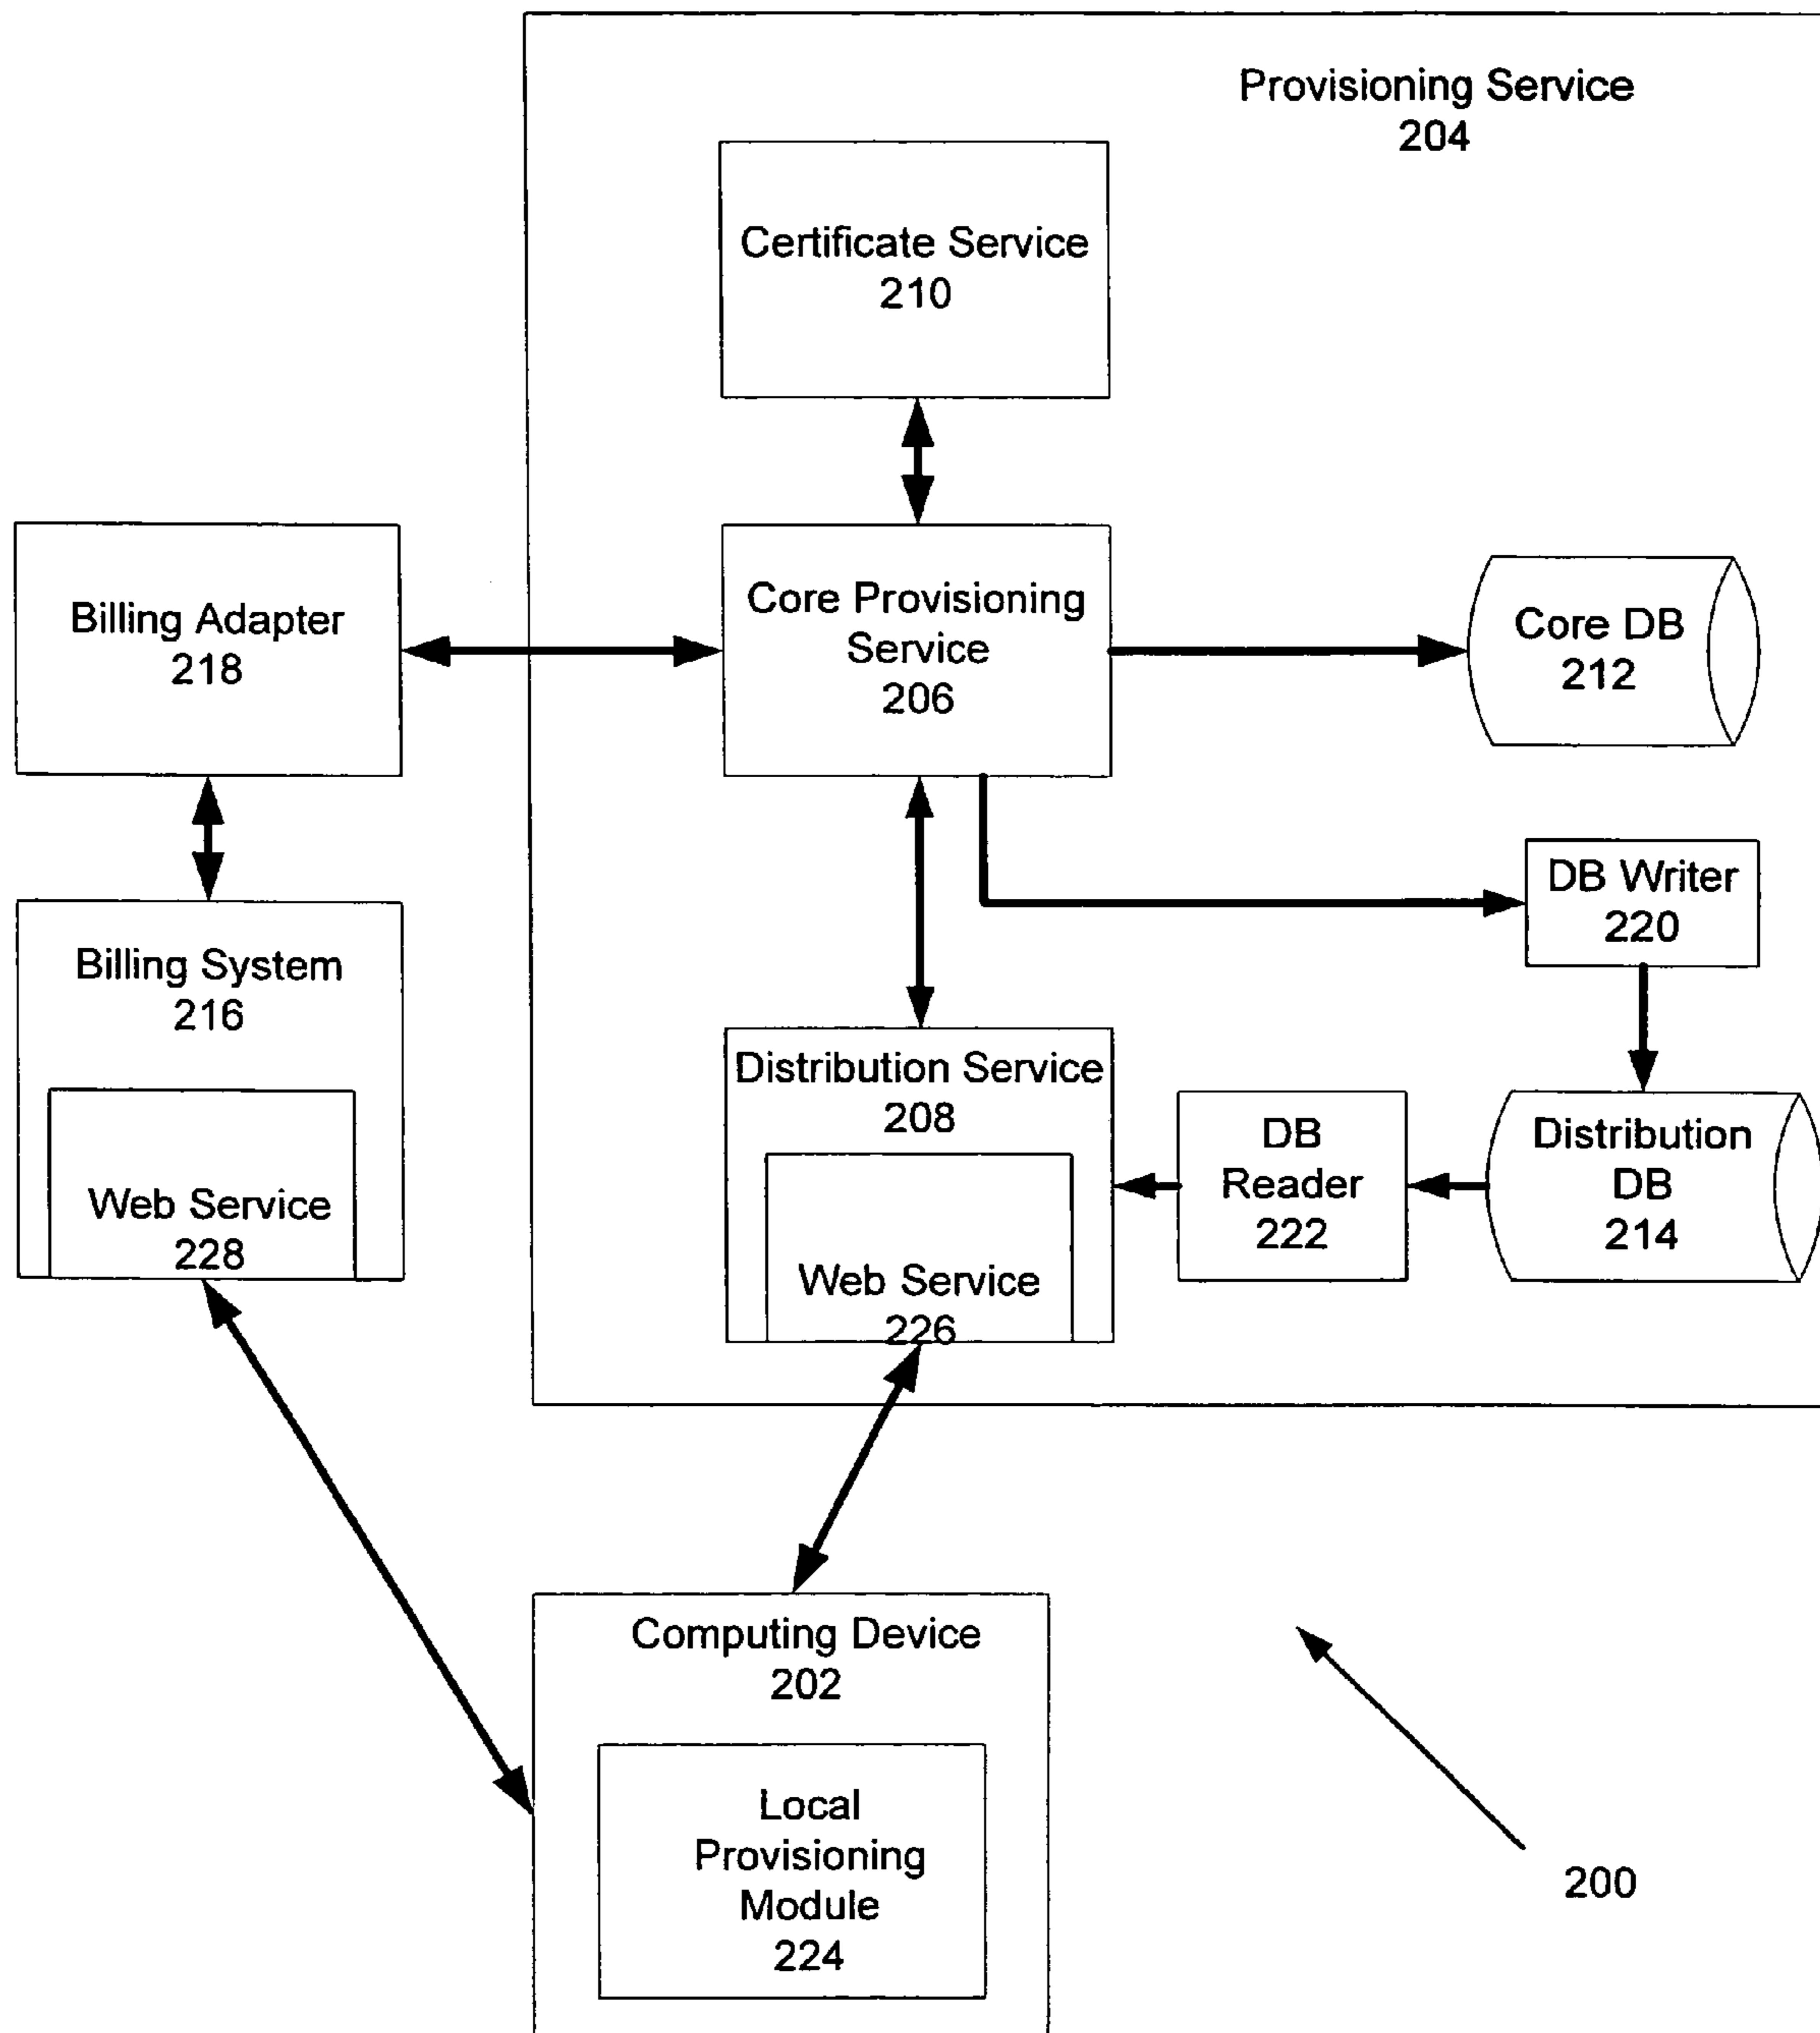 Provisioning Service
204
Certificate Service
210
Billing Adapter
218
Core Provisioning
Service
206
Core DB
212
DB Writer
220
Billing System
216
Web Service
228
Distribution Service
208
Web Service
226
DB
Reader
222
Distribution
DB
214
Computing Device
202
Local
Provisioning
Module
224
200